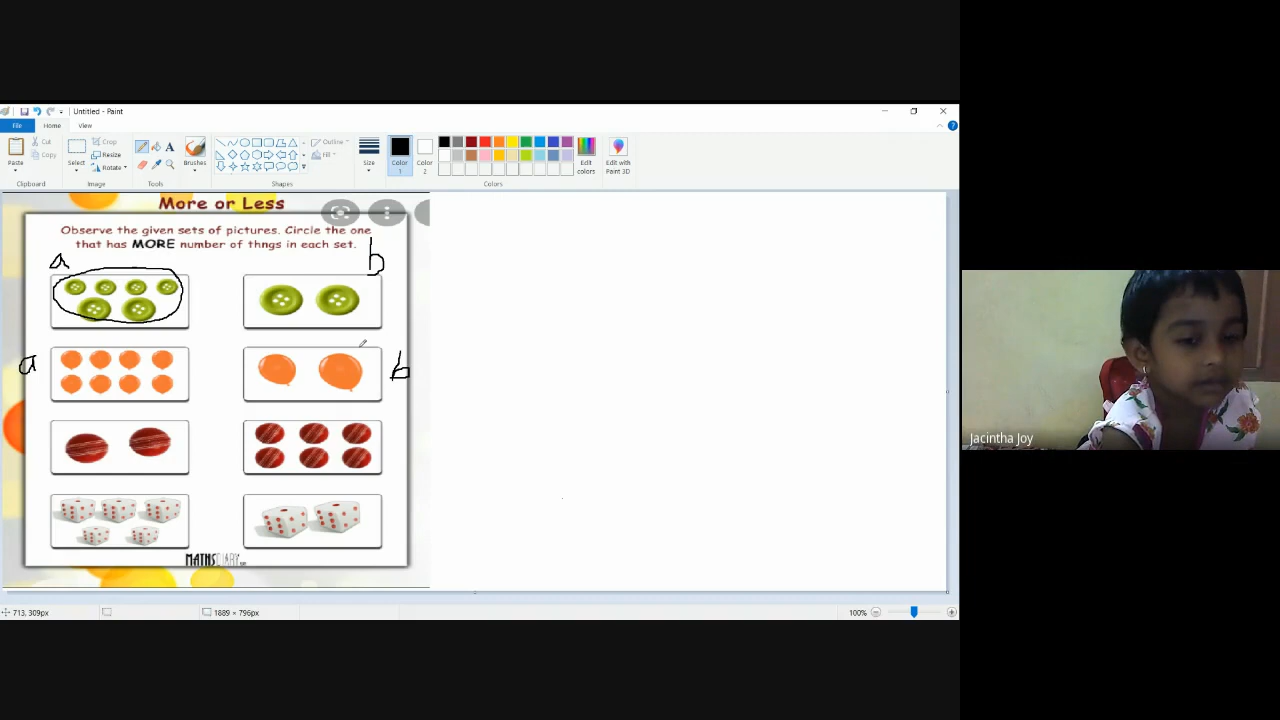 Untitled - Paint
File
Home
View
Paste
Cut
Copy
Clipboard
Select
Crop
Resize
Rotate
Image
A
Tools
Brushes
Outline
Fill
Shapes
Size
Color 1
Color 2
Edit colors
Edit with Paint 3D
Colors
More or Less
Observe the given sets of pictures. Circle the one
that has MORE number of thngs in each set.
a
b
a
b
MATHSDIARY
Jacintha Joy
713, 309px
1889 × 796px
100%